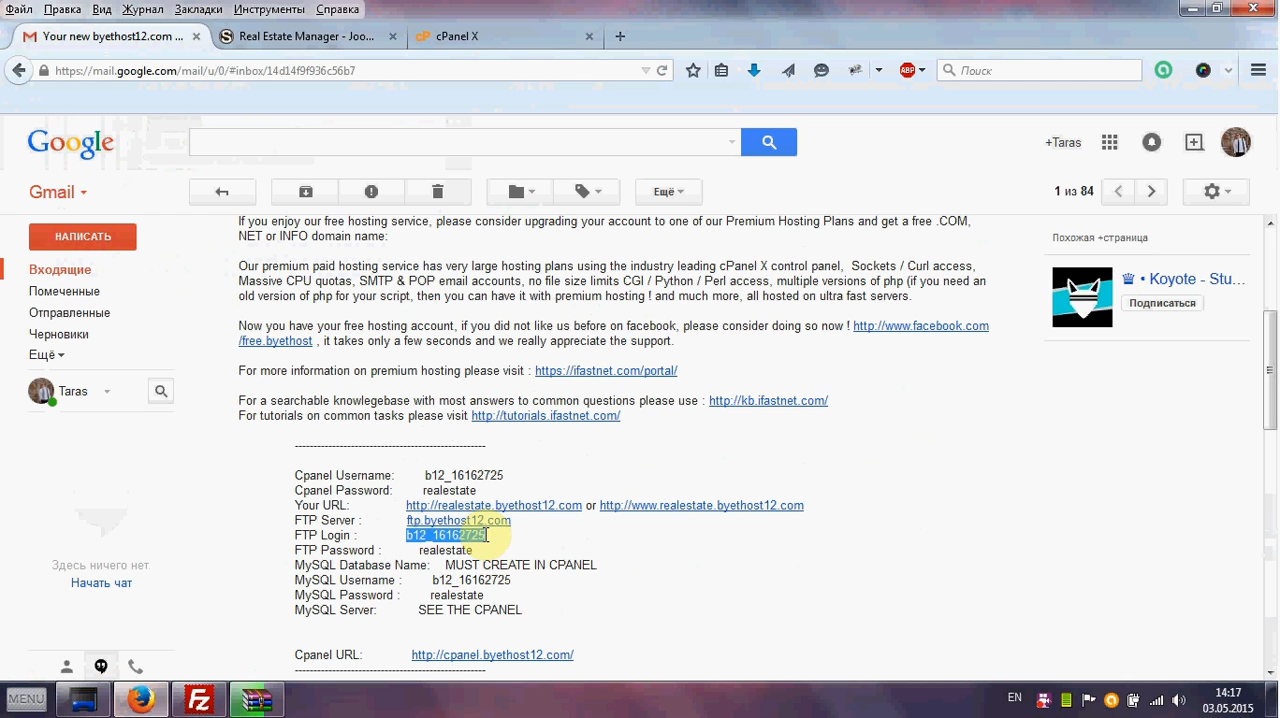 Файл Правка Вид Журнал Закладки Инструменты Справка
Your new byethost12.com ... × Real Estate Manager - Joo... × cP cPanel X × +
https://mail.google.com/mail/u/0/#inbox/14d14f9f936c56b7 ABP Поиск
Google +Taras
Gmail Ещё 1 из 84
НАПИСАТЬ
Входящие
Помеченные
Отправленные
Черновики
Ещё
Taras
Здесь ничего нет.
Начать чат
If you enjoy our free hosting service, please consider upgrading your account to one of our Premium Hosting Plans and get a free .COM,
NET or INFO domain name:
Our premium paid hosting service has very large hosting plans using the industry leading cPanel X control panel, Sockets / Curl access,
Massive CPU quotas, SMTP & POP email accounts, no file size limits CGI / Python / Perl access, multiple versions of php (if you need an
old version of php for your script, then you can have it with premium hosting ! and much more, all hosted on ultra fast servers.
Now you have your free hosting account, if you did not like us before on facebook, please consider doing so now ! http://www.facebook.com
/free.byethost , it takes only a few seconds and we really appreciate the support.
For more information on premium hosting please visit : https://ifastnet.com/portal/
For a searchable knowlegebase with most answers to common questions please use : http://kb.ifastnet.com/
For tutorials on common tasks please visit http://tutorials.ifastnet.com/
---------------------------------------------------
Cpanel Username: b12_16162725
Cpanel Password: realestate
Your URL: http://realestate.byethost12.com or http://www.realestate.byethost12.com
FTP Server : ftp.byethost12.com
FTP Login : b12_16162725
FTP Password : realestate
MySQL Database Name: MUST CREATE IN CPANEL
MySQL Username : b12_16162725
MySQL Password : realestate
MySQL Server: SEE THE CPANEL
Cpanel URL: http://cpanel.byethost12.com/
---------------------------------------------------
Похожая +страница
♛ • Koyote - Stu...
Подписаться
MENU Fz EN 14:17
03.05.2015